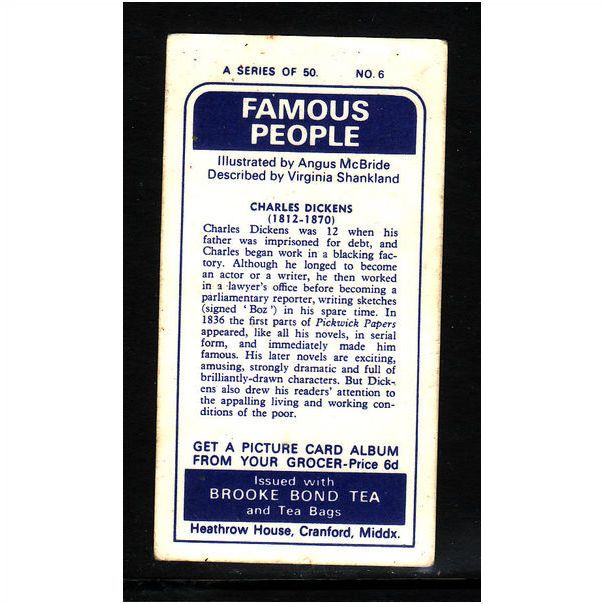 A SERIES OF 50. NO. 6
FAMOUS
PEOPLE
Illustrated by Angus McBride
Described by Virginia Shankland
CHARLES DICKENS
(1812-1870)
Charles Dickens was 12 when his
father was imprisoned for debt, and
Charles began work in a blacking fac-
tory. Although he longed to become
an actor or a writer, he then worked
in a lawyer's office before becoming a
parliamentary reporter, writing sketches
(signed ‘Boz’) in his spare time. In
1836 the first parts of Pickwick Papers
appeared, like all his novels, in serial
form, and immediately made him
famous. His later novels are exciting,
amusing, strongly dramatic and full of
brilliantly-drawn characters. But Dick-
ens also drew his readers' attention to
the appalling living and working con-
ditions of the poor.
GET A PICTURE CARD ALBUM
FROM YOUR GROCER-Price 6d
Issued with
BROOKE BOND TEA
and Tea Bags
Heathrow House, Cranford, Middx.